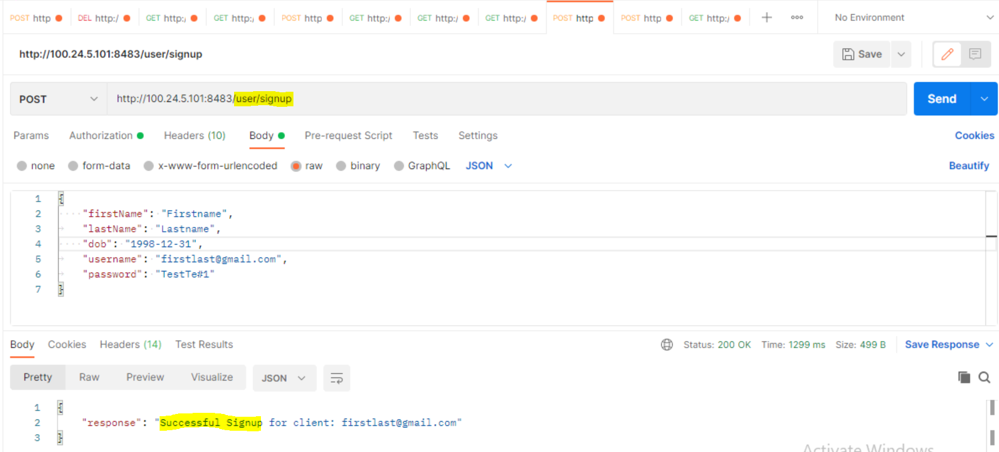 POST http DEL http:/ GET http:/ GET http:/ POST http GET http:/ GET http:/ GET http:/ POST http POST http GET http:/ No Environment
http://100.24.5.101:8483/user/signup Save
POST http://100.24.5.101:8483/user/signup Send
Params Authorization Headers (10) Body Pre-request Script Tests Settings Cookies
none form-data x-www-form-urlencoded raw binary GraphQL JSON Beautify
1 {
2 "firstName": "Firstname",
3 "lastName": "Lastname",
4 "dob": "1998-12-31",
5 "username": "firstlast@gmail.com",
6 "password": "TestTe#1"
7 }
Body Cookies Headers (14) Test Results Status: 200 OK Time: 1299 ms Size: 499 B Save Response
Pretty Raw Preview Visualize JSON
1 {
2 "response": "Successful Signup for client: firstlast@gmail.com"
3 }
Activate Windows